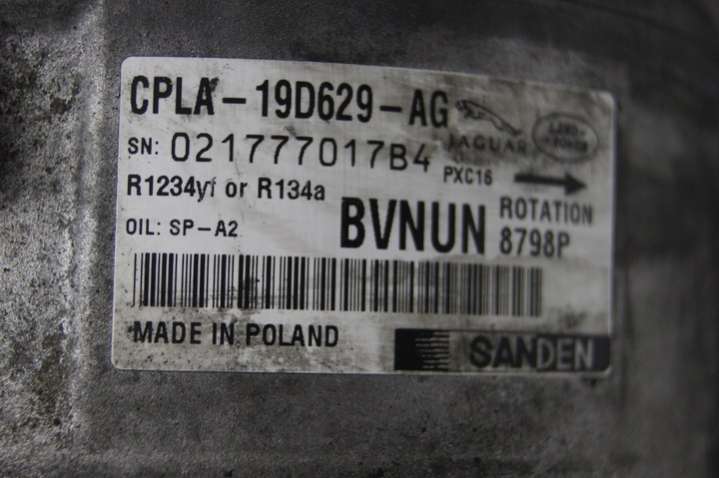 CPLA-19D629-AG
JAGUAR
LAND-
ROVER
SN: 021777017B4
PXC16
R1234yf or R134a
ROTATION
OIL: SP-A2
BVNUN
8798P
MADE IN POLAND
SANDEN